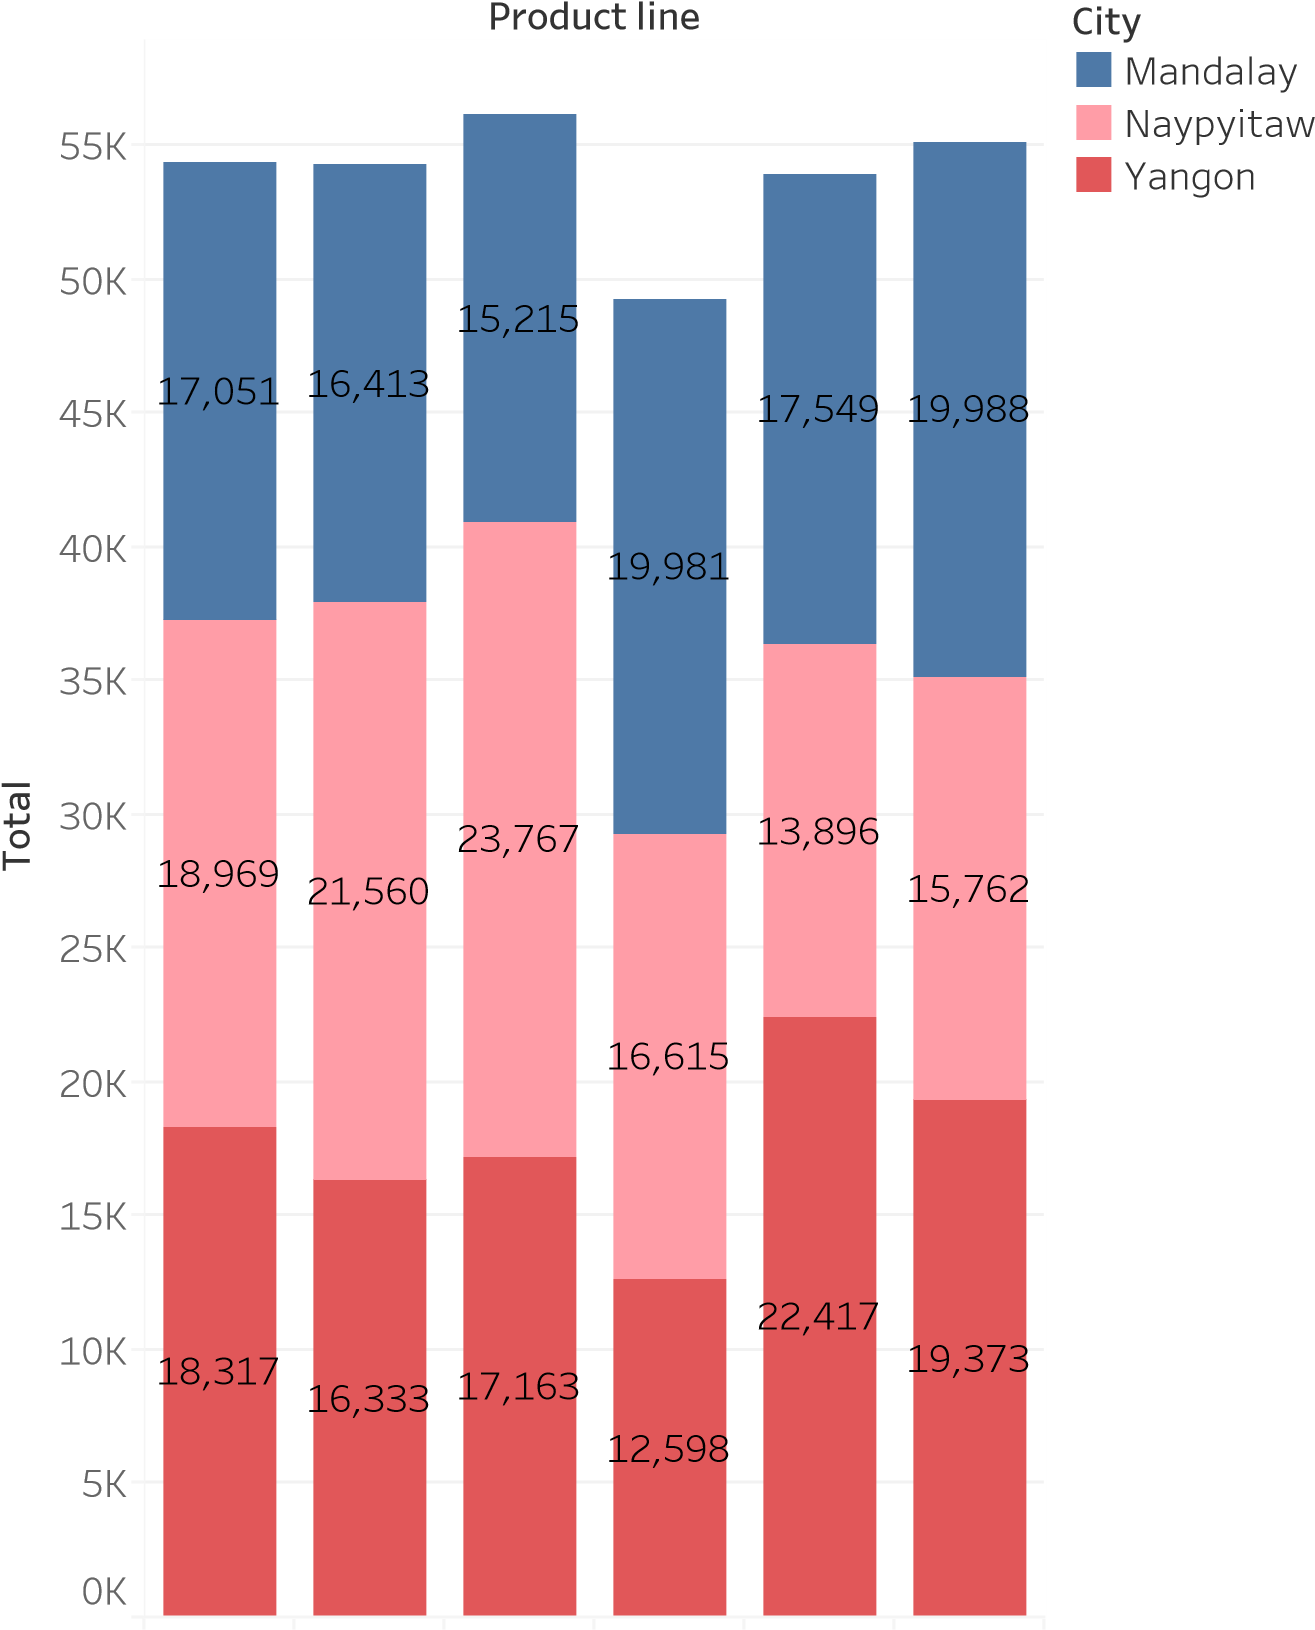 Product line
City
Mandalay
Naypyitaw
Yangon
Total
55K
50K
45K
40K
35K
30K
25K
20K
15K
10K
5K
0K
17,051
16,413
15,215
19,981
17,549
19,988
18,969
21,560
23,767
16,615
13,896
15,762
18,317
16,333
17,163
12,598
22,417
19,373